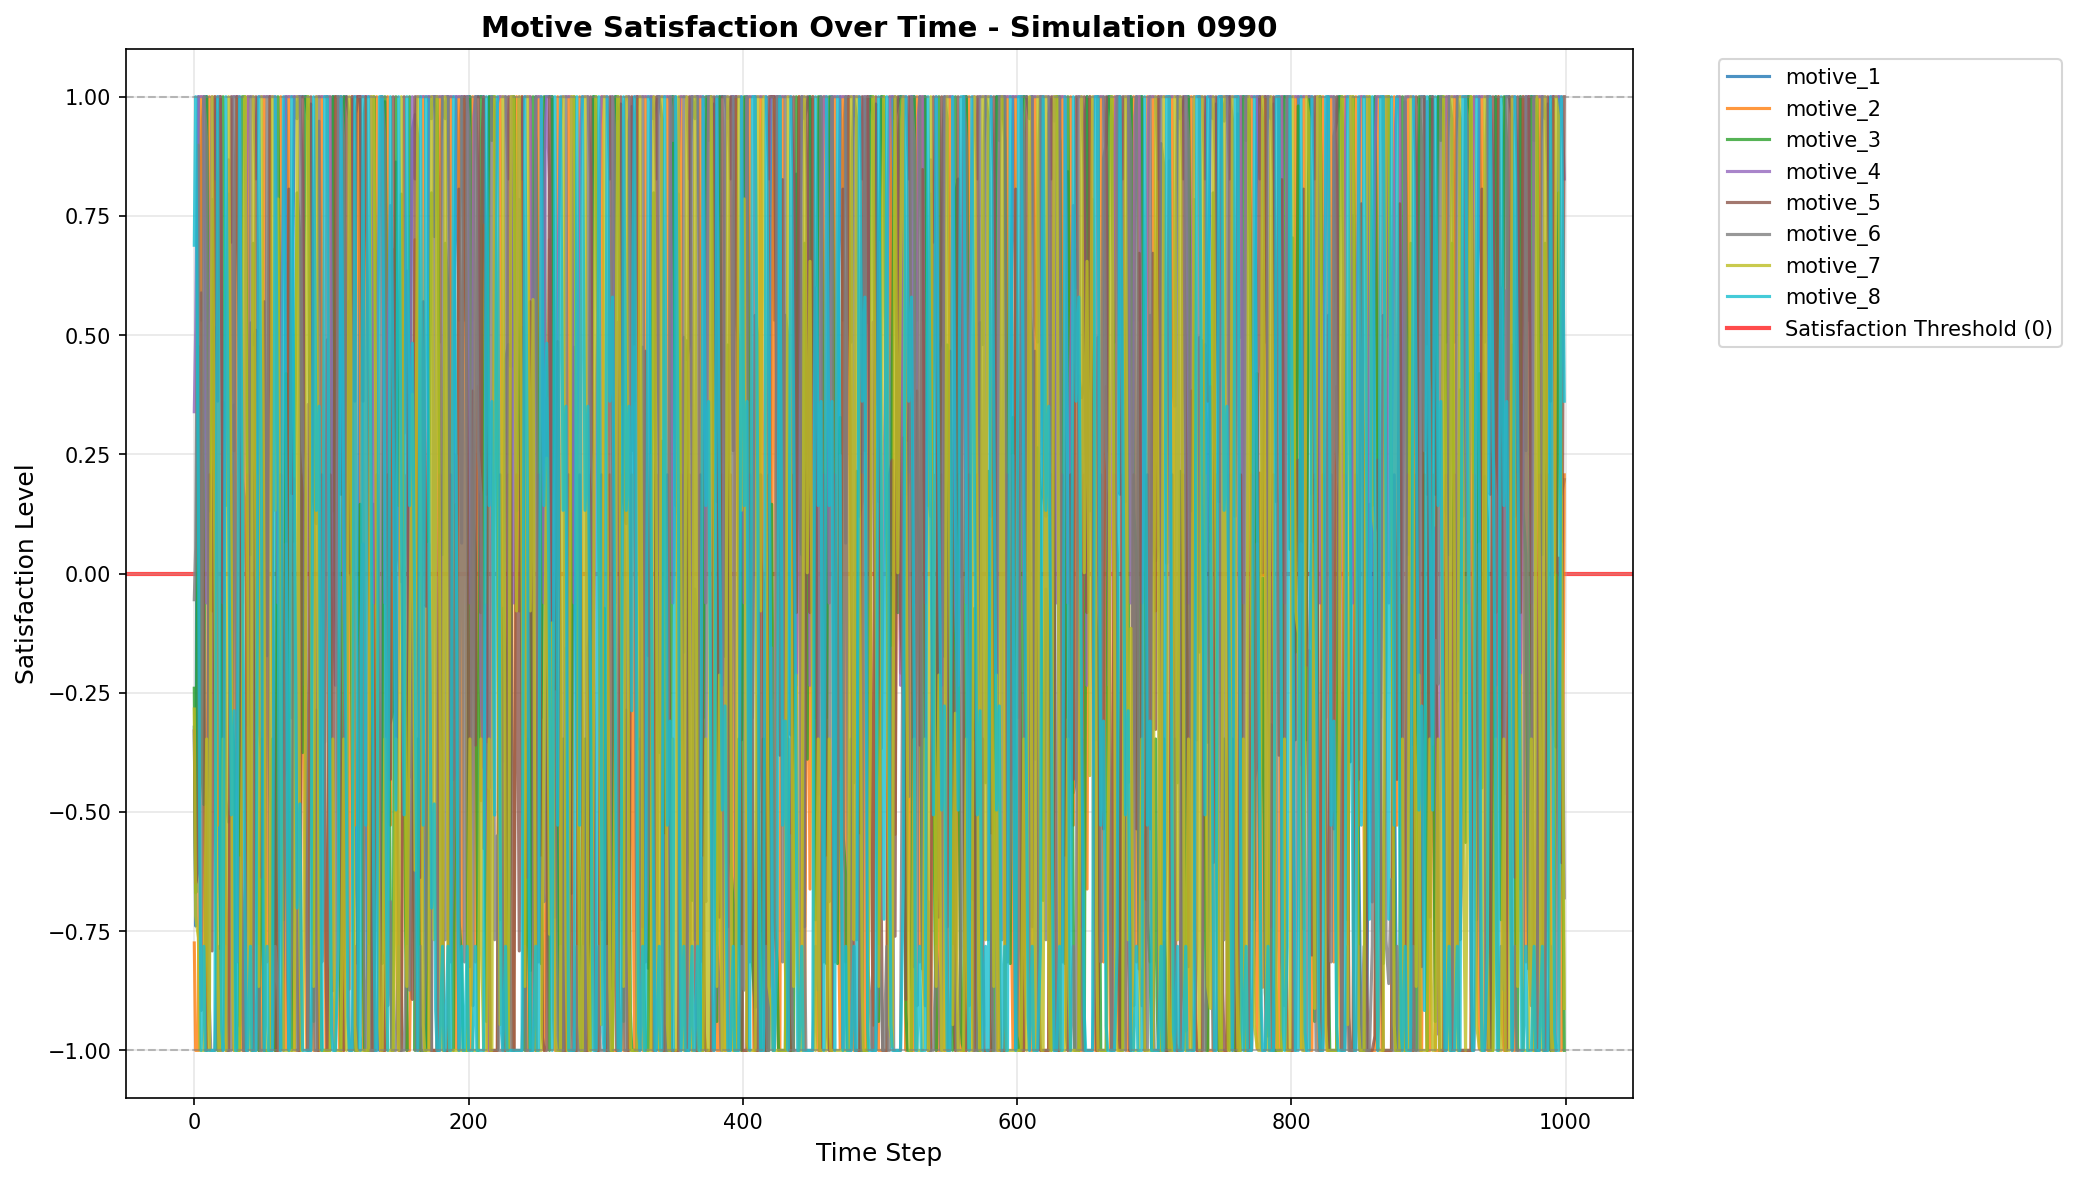 Motive Satisfaction Over Time - Simulation 0990
1.00
0.75
0.50
0.25
0.00
−0.25
−0.50
−0.75
−1.00
Satisfaction Level
0 200 400 600 800 1000
Time Step
motive_1
motive_2
motive_3
motive_4
motive_5
motive_6
motive_7
motive_8
Satisfaction Threshold (0)